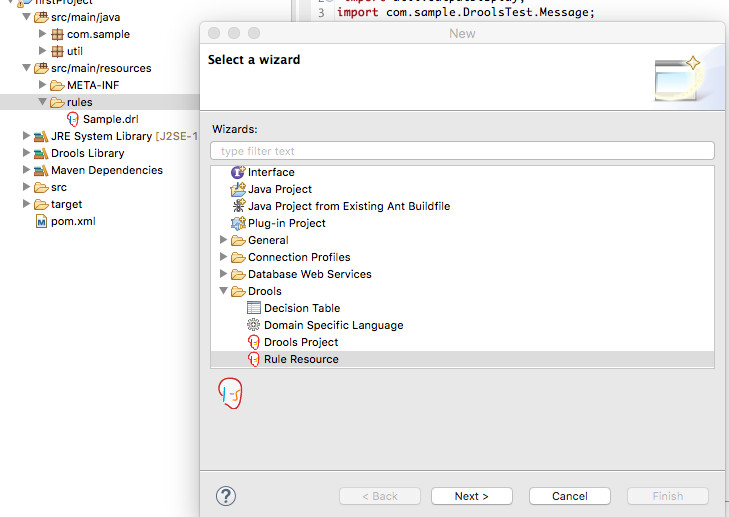 firstProject
src/main/java
com.sample
util
src/main/resources
META-INF
rules
Sample.drl
JRE System Library [J2SE-1
Drools Library
Maven Dependencies
src
target
pom.xml
3 import com.sample.DroolsTest.Message;
New
Select a wizard
Wizards:
type filter text
Interface
Java Project
Java Project from Existing Ant Buildfile
Plug-in Project
General
Connection Profiles
Database Web Services
Drools
Decision Table
Domain Specific Language
Drools Project
Rule Resource
< Back
Next >
Cancel
Finish